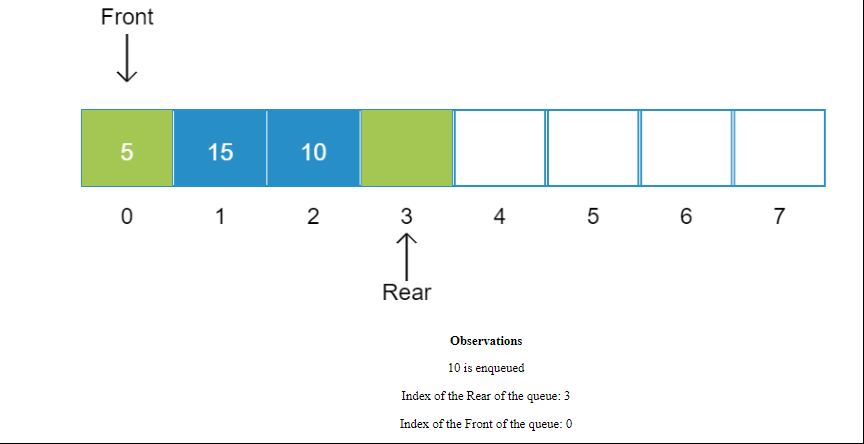 Front
5 15 10
0 1 2 3 4 5 6 7
Rear
Observations
10 is enqueued
Index of the Rear of the queue: 3
Index of the Front of the queue: 0